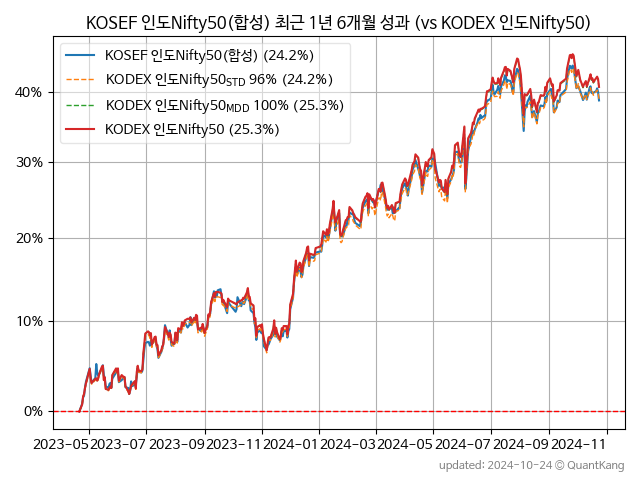 KOSEF 인도Nifty50(합성) 최근 1년 6개월 성과 (vs KODEX 인도Nifty50)
KOSEF 인도Nifty50(합성) (24.2%)
KODEX 인도Nifty50STD 96% (24.2%)
KODEX 인도Nifty50MDD 100% (25.3%)
KODEX 인도Nifty50 (25.3%)
40%
30%
20%
10%
0%
2023-05 2023-07 2023-09 2023-11 2024-01 2024-03 2024-05 2024-07 2024-09 2024-11
updated: 2024-10-24 © QuantKang